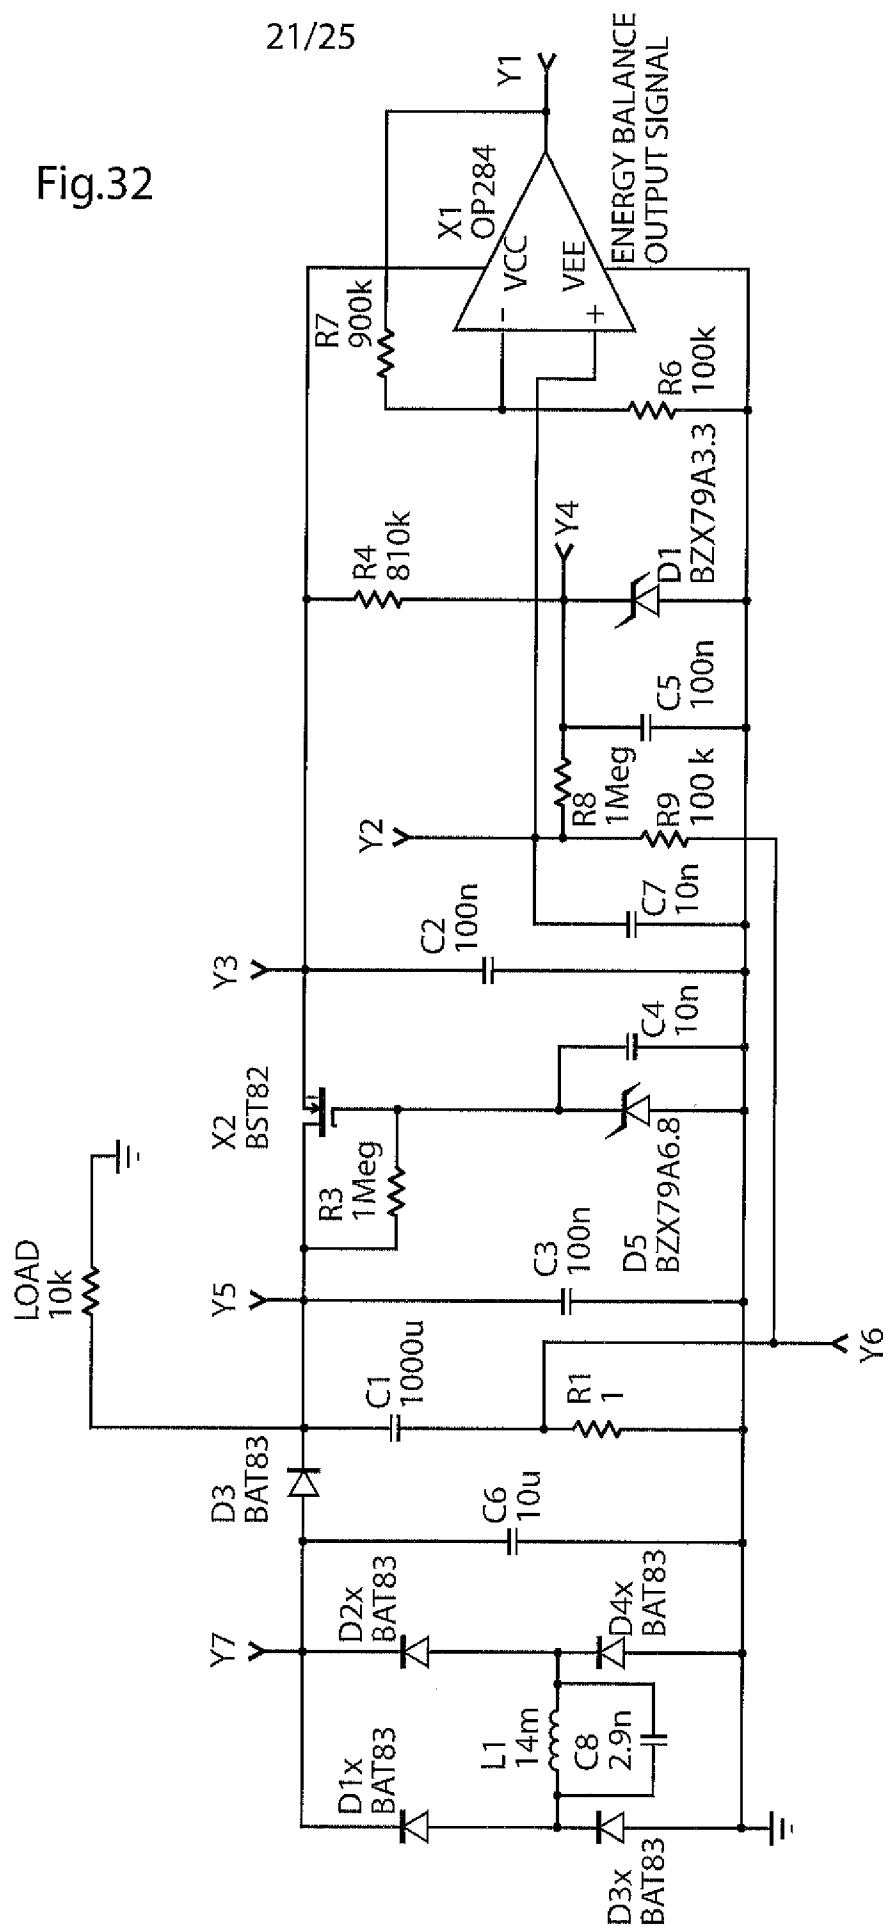 21/25
Fig.32
Y1
ENERGY BALANCE
OUTPUT SIGNAL
X1
OP284
VCC
VEE
-
+
R7
900k
R6
100k
R4
810k
Y4
D1
BZX79A3.3
C5
100n
R8
1Meg
R9
100 k
Y2
C7
10n
C2
100n
Y3
C4
10n
X2
BST82
R3
1Meg
D5
BZX79A6.8
C3
100n
LOAD
10k
Y5
Y6
C1
1000u
R1
1
D3
BAT83
C6
10u
Y7
D2x
BAT83
D4x
BAT83
L1
14m
C8
2.9n
D1x
BAT83
D3x
BAT83